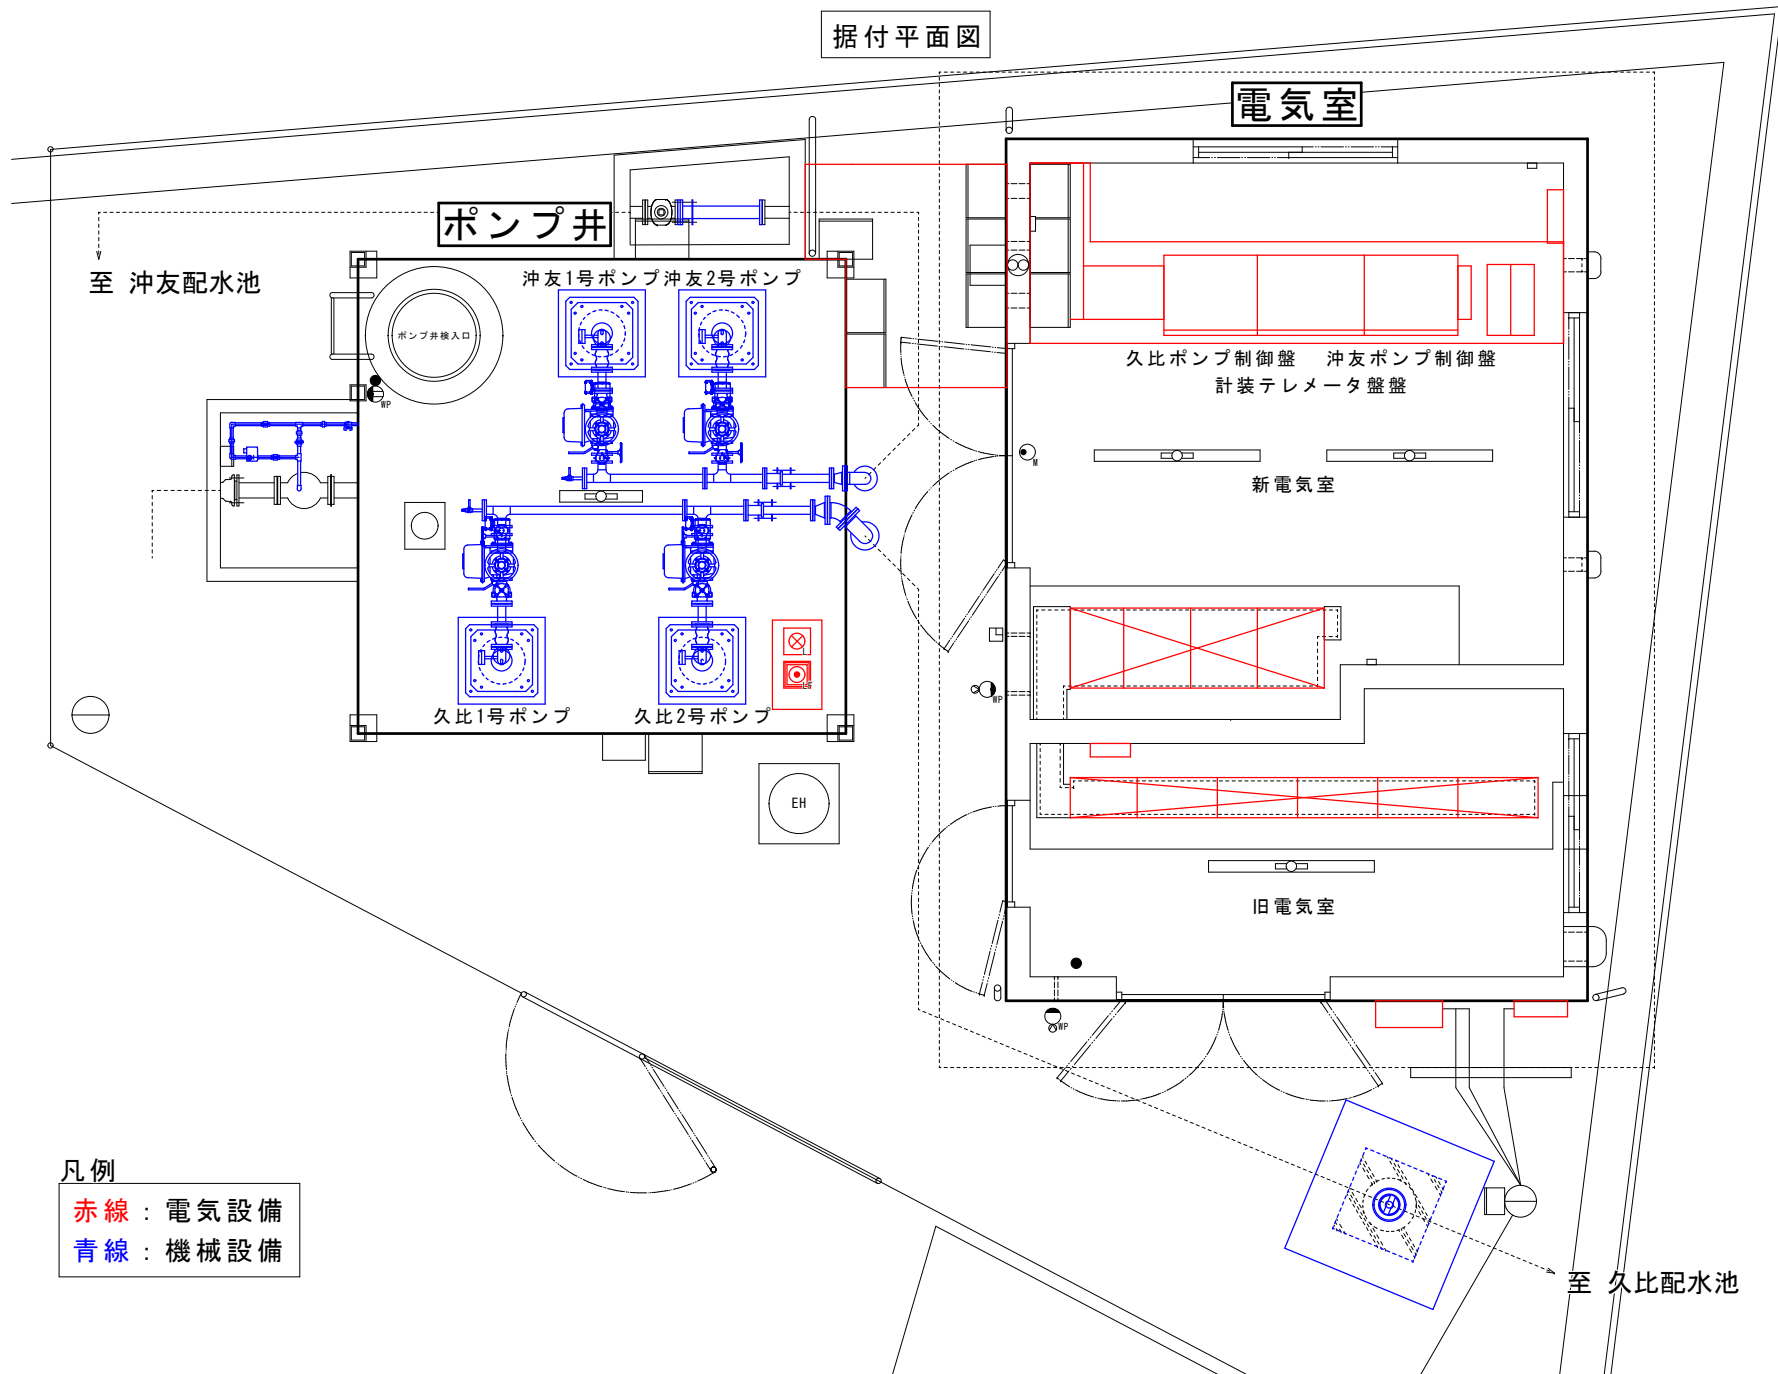 据付平面図
電気室
ポンプ井
至 沖友配水池
沖友1号ポンプ
沖友2号ポンプ
ポンプ井検入口
WP
久比ポンプ制御盤
沖友ポンプ制御盤
計装テレメータ盤盤
M
新電気室
WP
久比1号ポンプ
久比2号ポンプ
EH
旧電気室
WP
凡例
赤線 : 電気設備
青線 : 機械設備
至 久比配水池